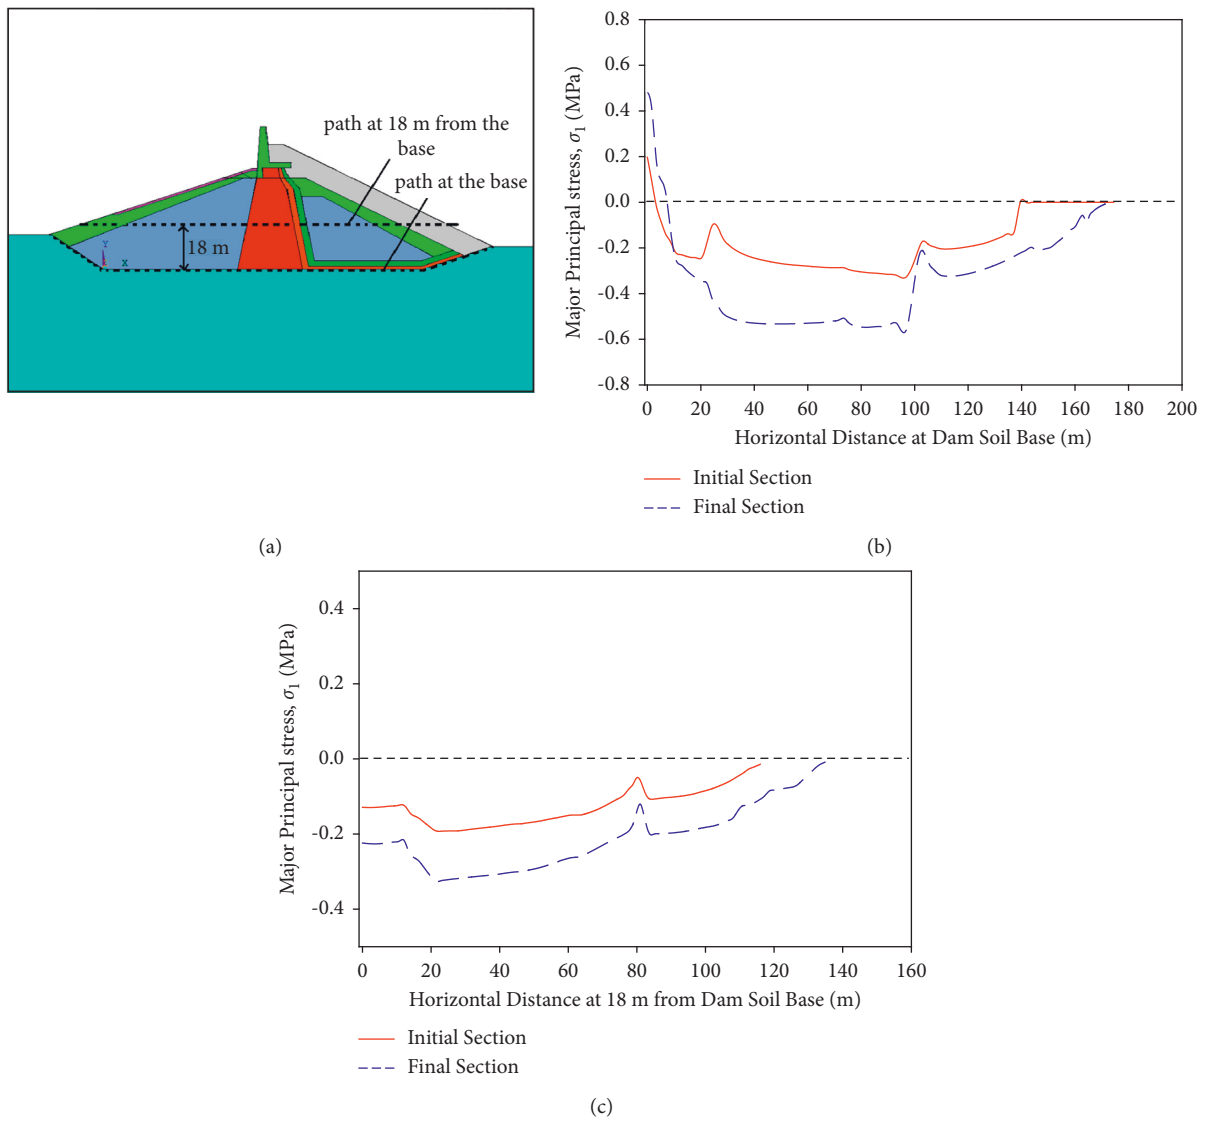 path at 18 m from the
base
path at the base
18 m
Y
X
(a)
Major Principal stress, σ1 (MPa)
0.8
0.6
0.4
0.2
0.0
-0.2
-0.4
-0.6
-0.8
0 20 40 60 80 100 120 140 160 180 200
Horizontal Distance at Dam Soil Base (m)
Initial Section
Final Section
(b)
Major Principal stress, σ1 (MPa)
0.4
0.2
0.0
-0.2
-0.4
0 20 40 60 80 100 120 140 160
Horizontal Distance at 18 m from Dam Soil Base (m)
Initial Section
Final Section
(c)